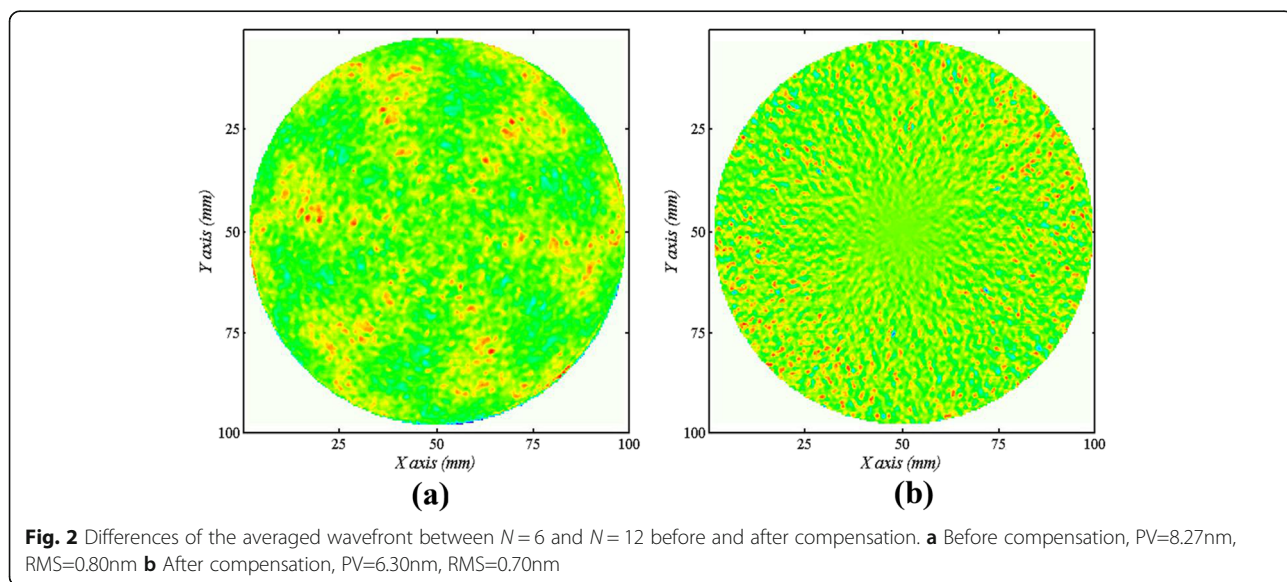 25
50
75
100
Y axis (mm)
25
50
75
100
X axis (mm)
(a)
25
50
75
100
Y axis (mm)
25
50
75
100
X axis (mm)
(b)
Fig. 2 Differences of the averaged wavefront between N = 6 and N = 12 before and after compensation. a Before compensation, PV=8.27nm,
RMS=0.80nm b After compensation, PV=6.30nm, RMS=0.70nm